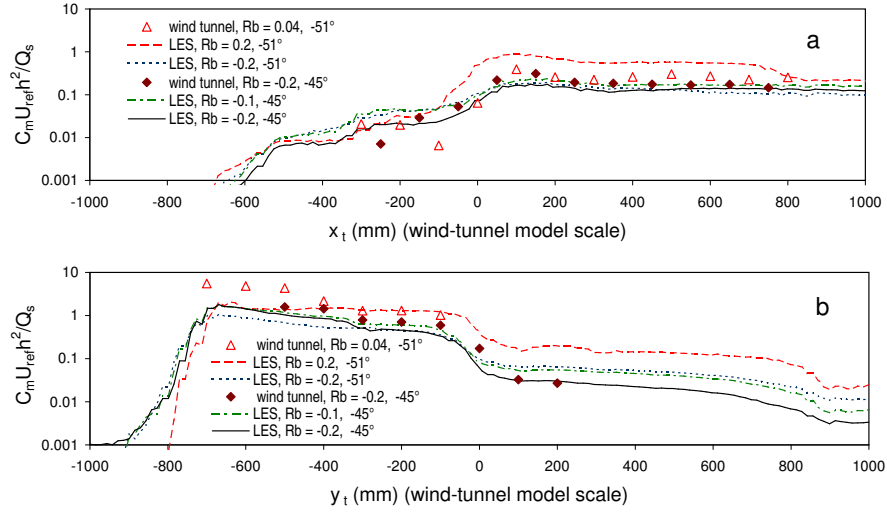 a
wind tunnel, Rb = 0.04, -51°
LES, Rb = 0.2, -51°
LES, Rb = -0.2, -51°
wind tunnel, Rb = -0.2, -45°
LES, Rb = -0.1, -45°
LES, Rb = -0.2, -45°
CmUrefh²/Qs
10
1
0.1
0.01
0.001
-1000 -800 -600 -400 -200 0 200 400 600 800 1000
xt (mm) (wind-tunnel model scale)
b
wind tunnel, Rb = 0.04, -51°
LES, Rb = 0.2, -51°
LES, Rb = -0.2, -51°
wind tunnel, Rb = -0.2, -45°
LES, Rb = -0.1, -45°
LES, Rb = -0.2, -45°
CmUrefh²/Qs
10
1
0.1
0.01
0.001
-1000 -800 -600 -400 -200 0 200 400 600 800 1000
yt (mm) (wind-tunnel model scale)